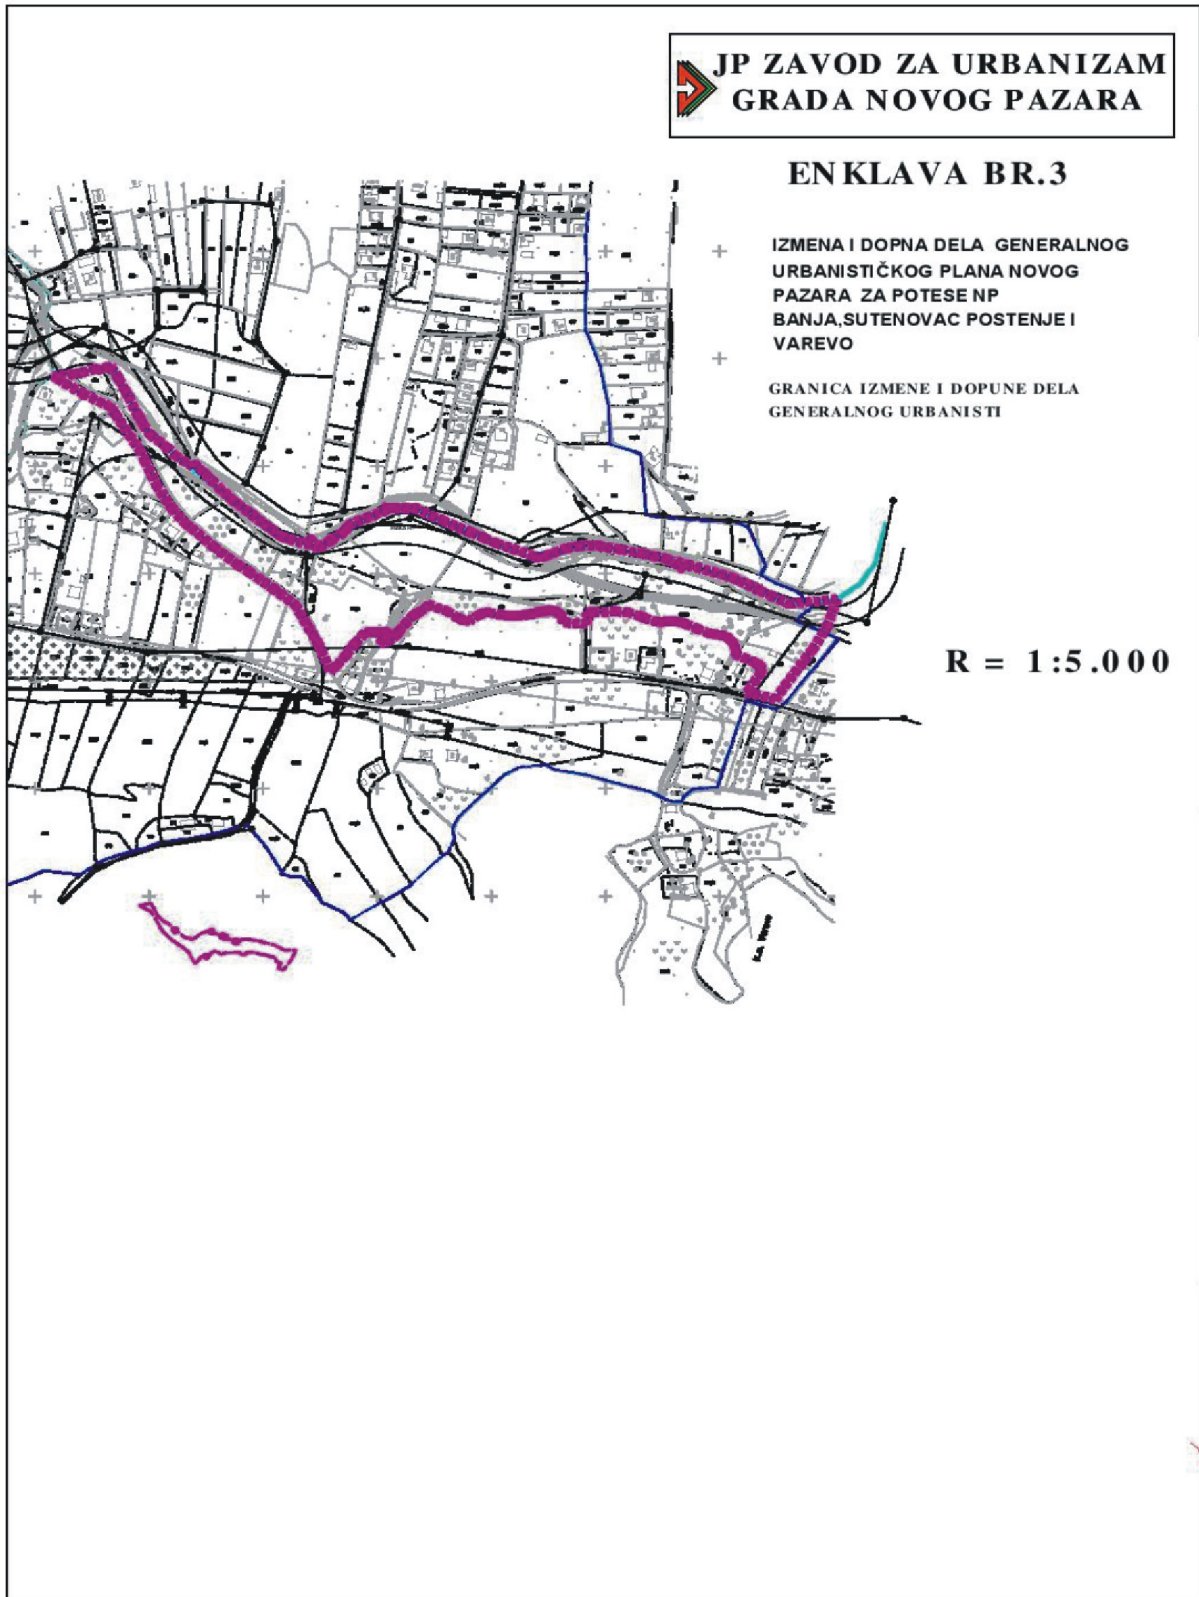 JP ZAVOD ZA URBANIZAM
GRADA NOVOG PAZARA
ENKLAVA BR.3
IZMENA I DOPNA DELA GENERALNOG
URBANISTIČKOG PLANA NOVOG
PAZARA ZA POTESE NP
BANJA,SUTENOVAC POSTENJE I
VAREVO
GRANICA IZMENE I DOPUNE DELA
GENERALNOG URBANISTI
R = 1:5.000